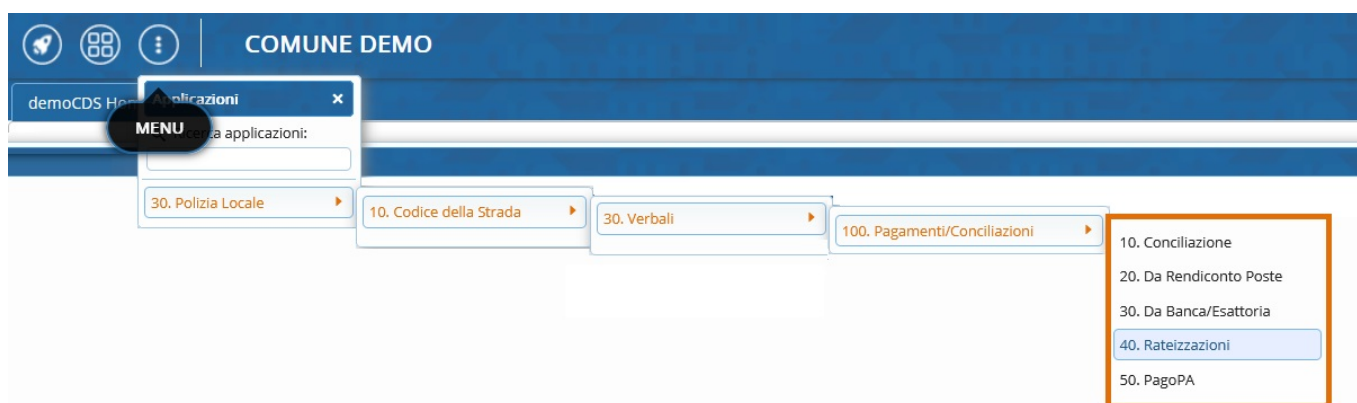 COMUNE DEMO
demoCDS Ho
Applicazioni ×
MENU
ca applicazioni:
30. Polizia Locale
10. Codice della Strada
30. Verbali
100. Pagamenti/Conciliazioni
10. Conciliazione
20. Da Rendiconto Poste
30. Da Banca/Esattoria
40. Rateizzazioni
50. PagoPA